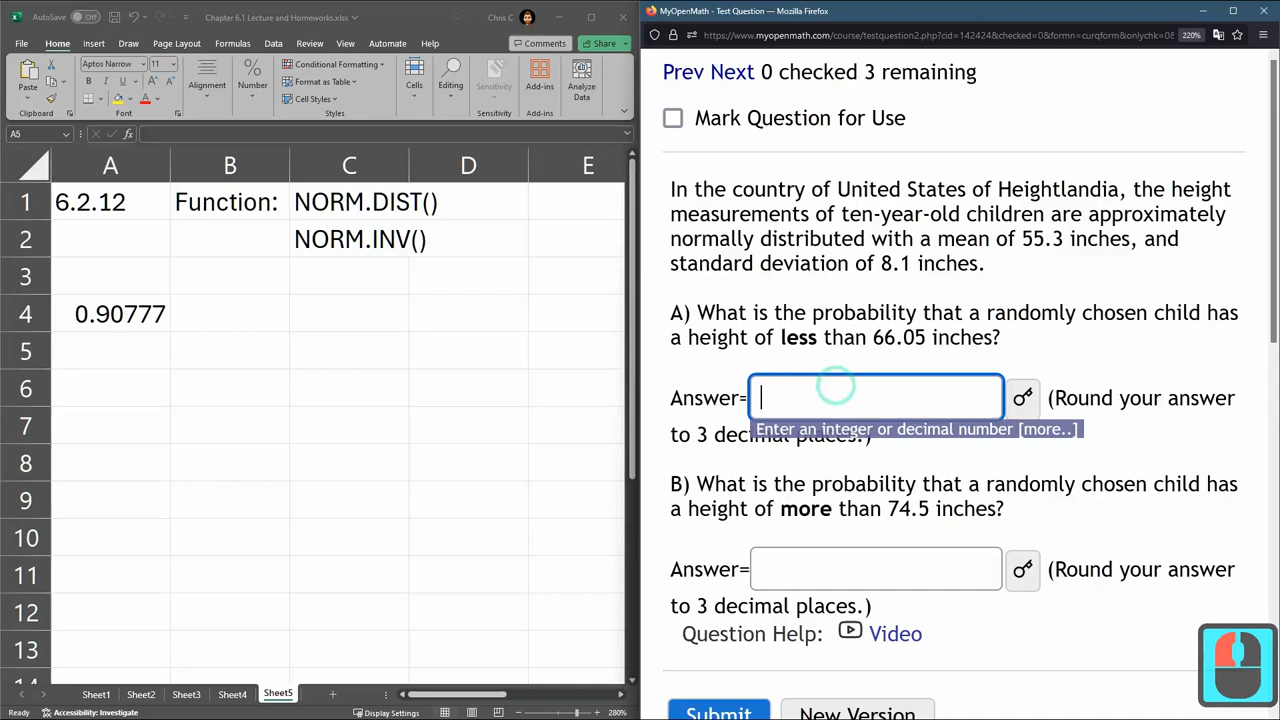 AutoSave Off Chapter 6.1 Lecture and Homeworks.xlsx Chris C
File Home Insert Draw Page Layout Formulas Data Review View Automate Help Comments Share
Paste Clipboard
Aptos Narrow 11 B I U A A Font
Alignment Number
Conditional Formatting Format as Table Cell Styles Styles
Cells Editing Sensitivity Sensitivity Add-ins Add-ins Analyze Data
A5 fx
A B C D E
1 6.2.12 Function: NORM.DIST()
2 NORM.INV()
3
4 0.90777
5
6
7
8
9
10
11
12
13
Sheet1 Sheet2 Sheet3 Sheet4 Sheet5
Ready Accessibility: Investigate Display Settings 280%
MyOpenMath - Test Question — Mozilla Firefox
https://www.myopenmath.com/course/testquestion2.php?cid=142424&checked=0&formn=curqform&onlychk=0& 220%
Prev Next 0 checked 3 remaining
Mark Question for Use
In the country of United States of Heightlandia, the height
measurements of ten-year-old children are approximately
normally distributed with a mean of 55.3 inches, and
standard deviation of 8.1 inches.
A) What is the probability that a randomly chosen child has
a height of less than 66.05 inches?
Answer= (Round your answer
Enter an integer or decimal number [more..]
to 3 decimal places.)
B) What is the probability that a randomly chosen child has
a height of more than 74.5 inches?
Answer= (Round your answer
to 3 decimal places.)
Question Help: Video
Submit New Version